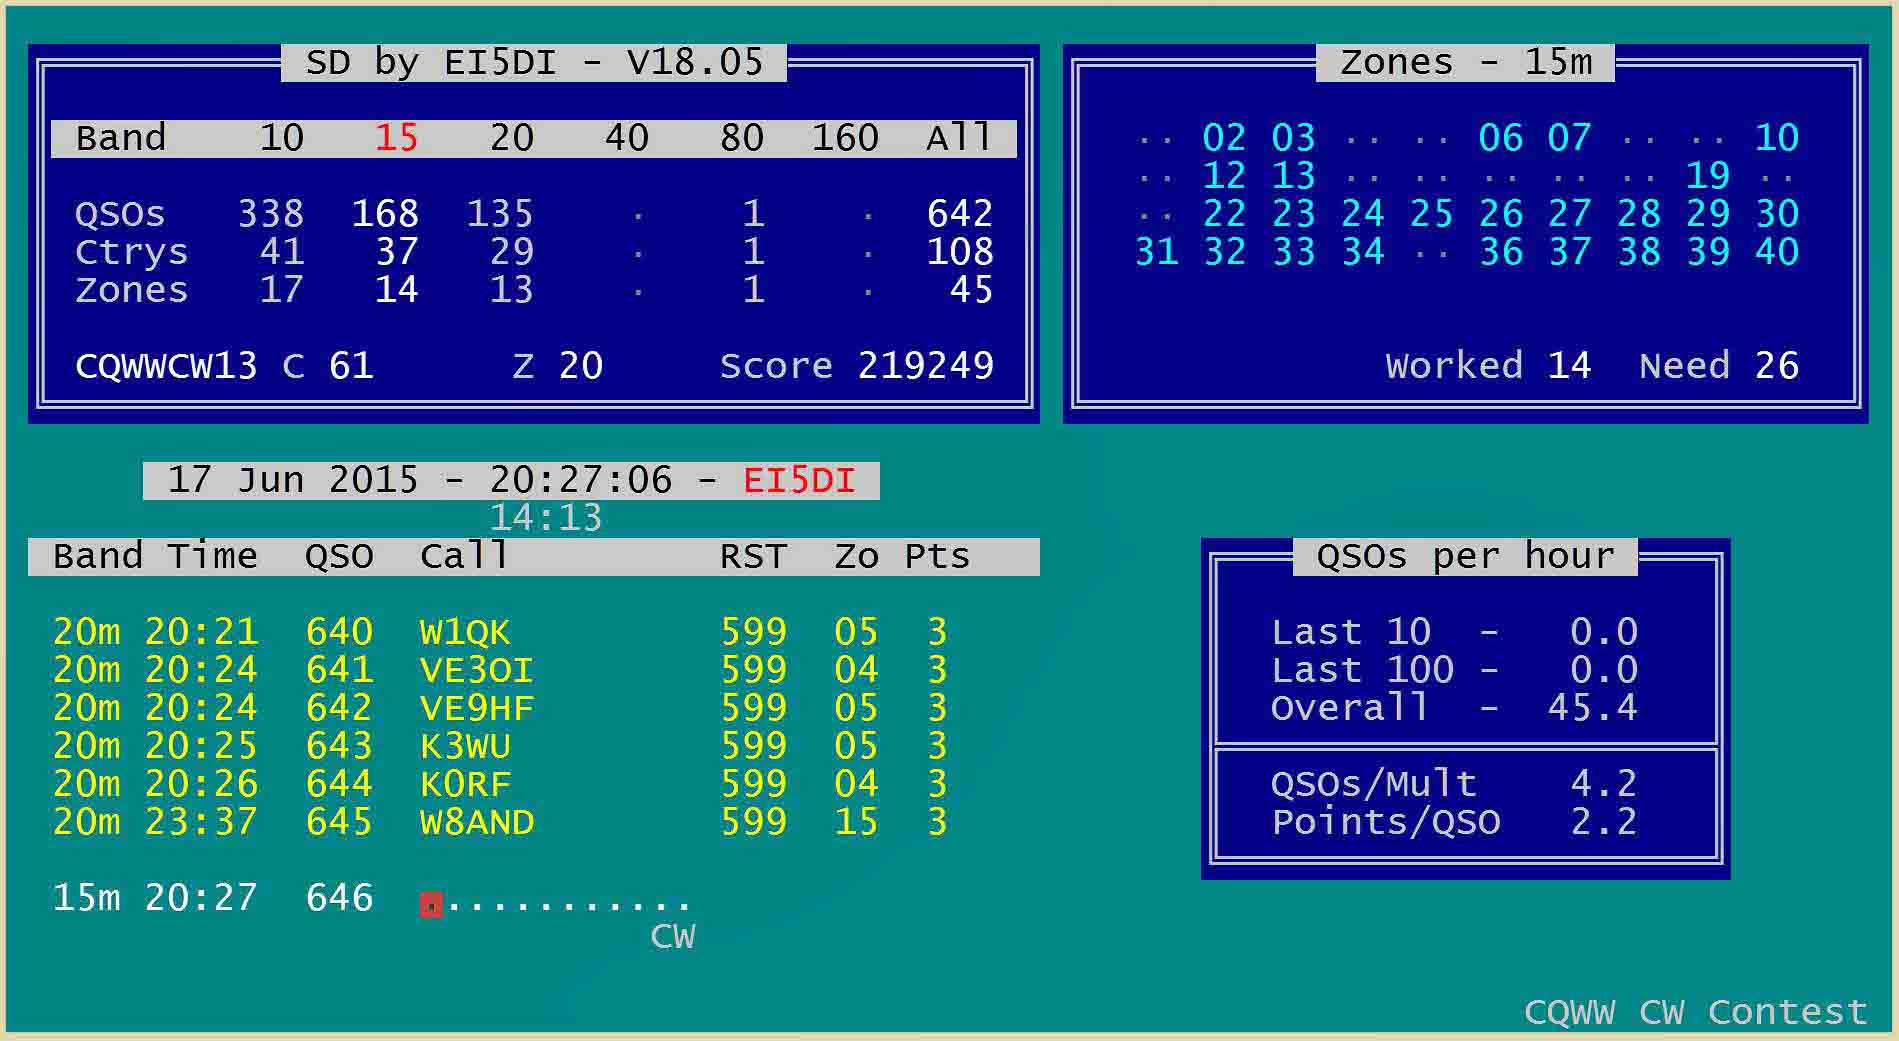 SD by EI5DI - V18.05
Band 10 15 20 40 80 160 All
QSOs 338 168 135 · 1 · 642
Ctrys 41 37 29 · 1 · 108
Zones 17 14 13 · 1 · 45
CQWWCW13 C 61 Z 20 Score 219249
Zones - 15m
·· 02 03 ·· ·· 06 07 ·· ·· 10
·· 12 13 ·· ·· ·· ·· ·· 19 ··
·· 22 23 24 25 26 27 28 29 30
31 32 33 34 ·· 36 37 38 39 40
Worked 14 Need 26
17 Jun 2015 - 20:27:06 - EI5DI
14:13
Band Time QSO Call RST Zo Pts
20m 20:21 640 W1QK 599 05 3
20m 20:24 641 VE3OI 599 04 3
20m 20:24 642 VE9HF 599 05 3
20m 20:25 643 K3WU 599 05 3
20m 20:26 644 K0RF 599 04 3
20m 23:37 645 W8AND 599 15 3
15m 20:27 646 ............
CW
QSOs per hour
Last 10 - 0.0
Last 100 - 0.0
Overall - 45.4
QSOs/Mult 4.2
Points/QSO 2.2
CQWW CW Contest